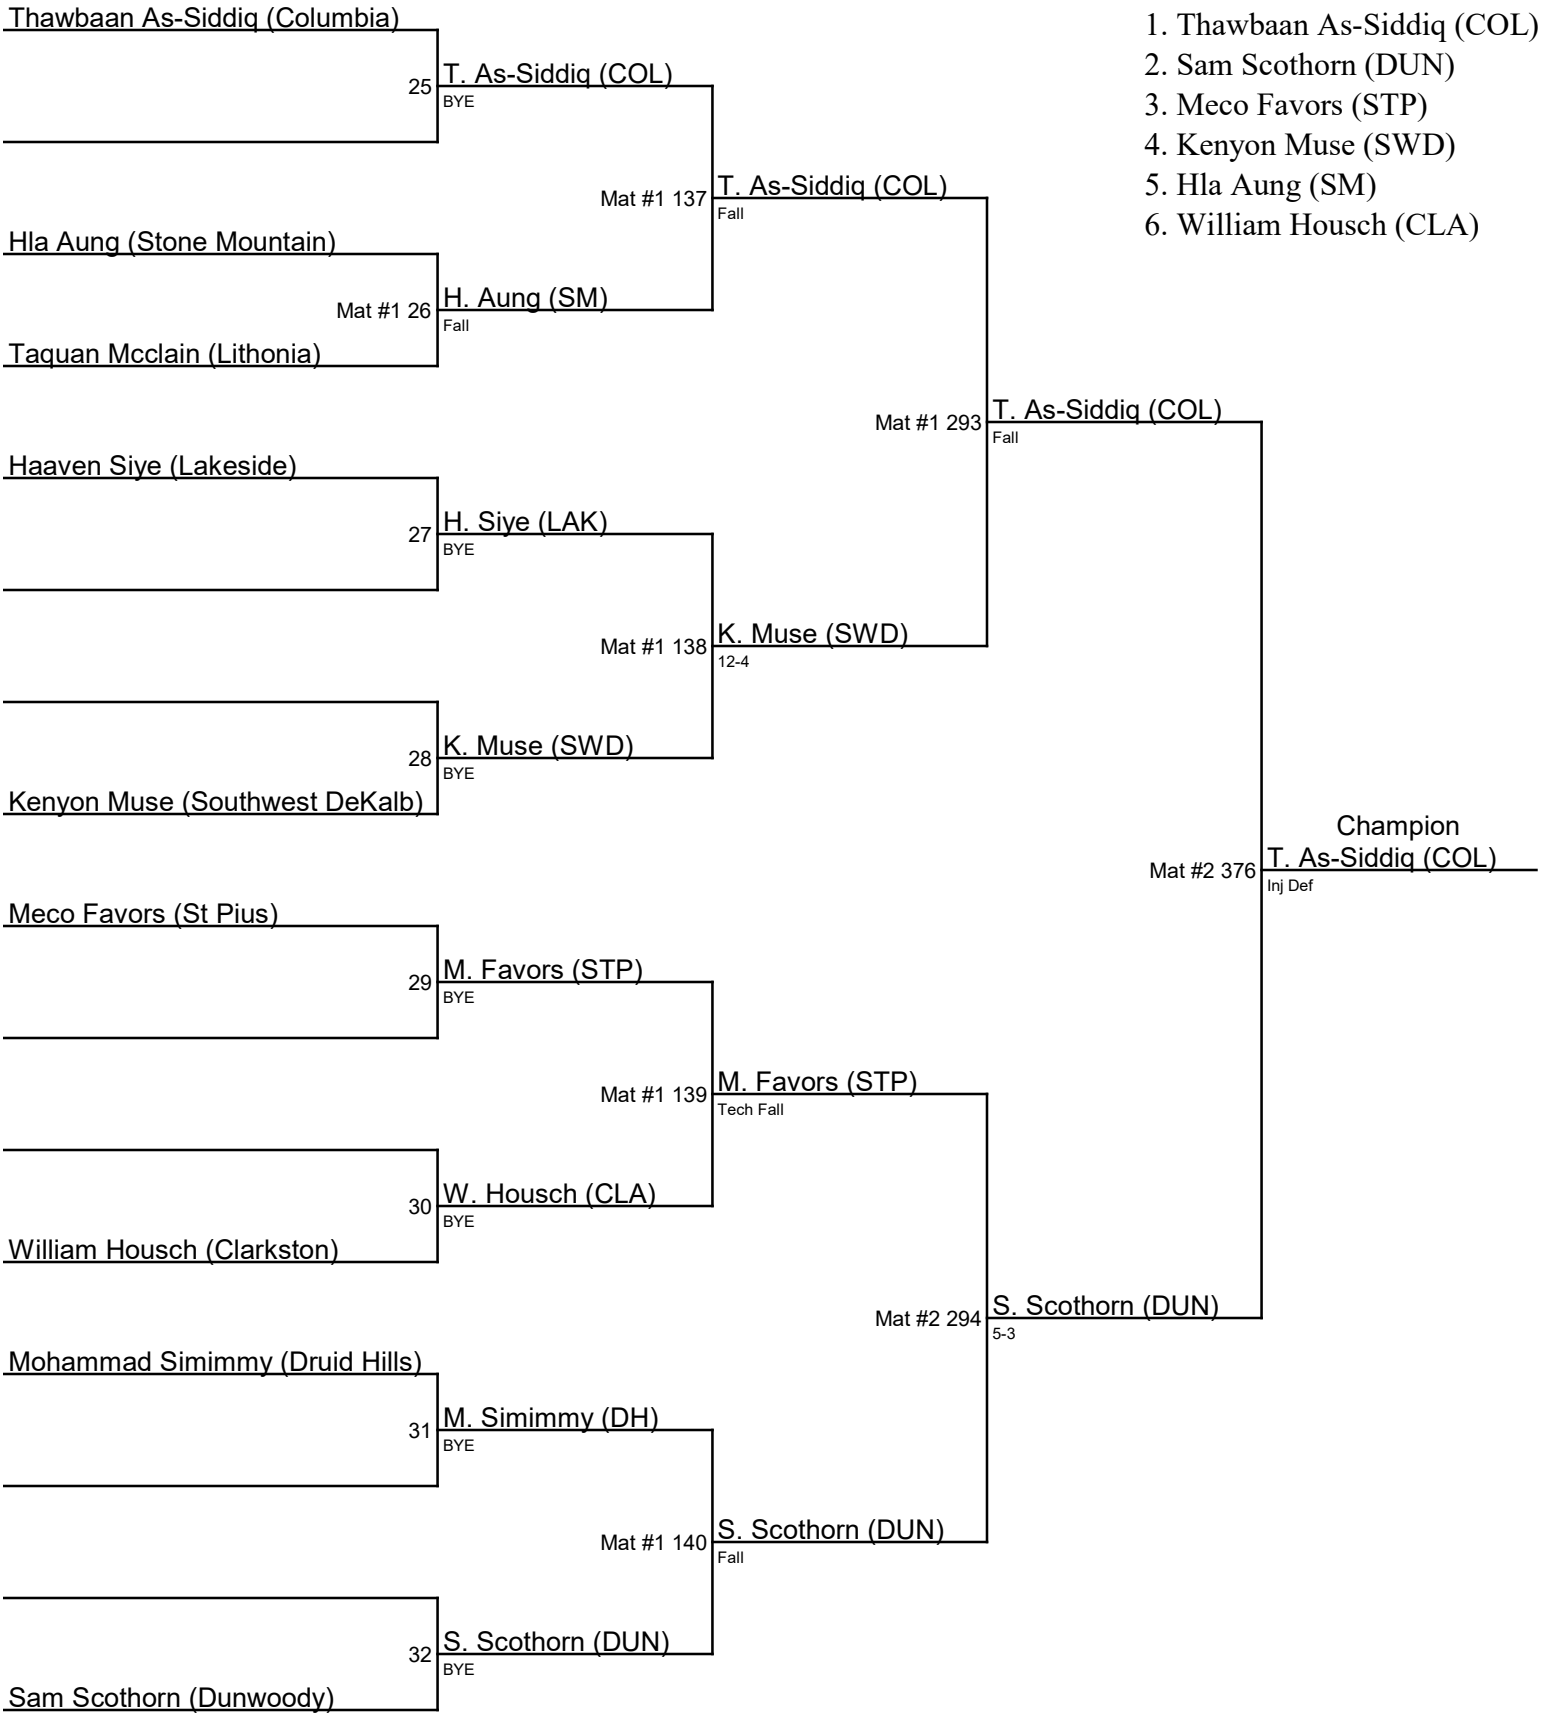 Thawbaan As-Siddiq (Columbia)
25
T. As-Siddiq (COL)
BYE
Mat #1 137
T. As-Siddiq (COL)
Fall
Hla Aung (Stone Mountain)
Mat #1 26
H. Aung (SM)
Fall
Taquan Mcclain (Lithonia)
Mat #1 293
T. As-Siddiq (COL)
Fall
Haaven Siye (Lakeside)
27
H. Siye (LAK)
BYE
Mat #1 138
K. Muse (SWD)
12-4
28
K. Muse (SWD)
BYE
Kenyon Muse (Southwest DeKalb)
Champion
Mat #2 376
T. As-Siddiq (COL)
Inj Def
Meco Favors (St Pius)
29
M. Favors (STP)
BYE
Mat #1 139
M. Favors (STP)
Tech Fall
30
W. Housch (CLA)
BYE
William Housch (Clarkston)
Mat #2 294
S. Scothorn (DUN)
5-3
Mohammad Simimmy (Druid Hills)
31
M. Simimmy (DH)
BYE
Mat #1 140
S. Scothorn (DUN)
Fall
32
S. Scothorn (DUN)
BYE
Sam Scothorn (Dunwoody)
1. Thawbaan As-Siddiq (COL)
2. Sam Scothorn (DUN)
3. Meco Favors (STP)
4. Kenyon Muse (SWD)
5. Hla Aung (SM)
6. William Housch (CLA)